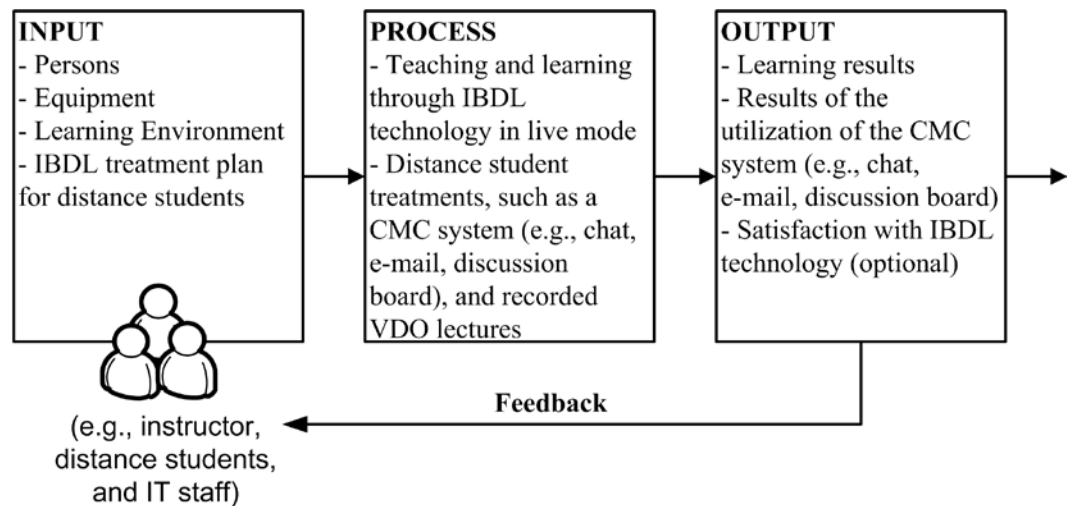 INPUT
- Persons
- Equipment
- Learning Environment
- IBDL treatment plan
for distance students
PROCESS
- Teaching and learning
through IBDL
technology in live mode
- Distance student
treatments, such as a
CMC system (e.g., chat,
e-mail, discussion
board), and recorded
VDO lectures
OUTPUT
- Learning results
- Results of the
utilization of the CMC
system (e.g., chat,
e-mail, discussion board)
- Satisfaction with IBDL
technology (optional)
Feedback
(e.g., instructor,
distance students,
and IT staff)